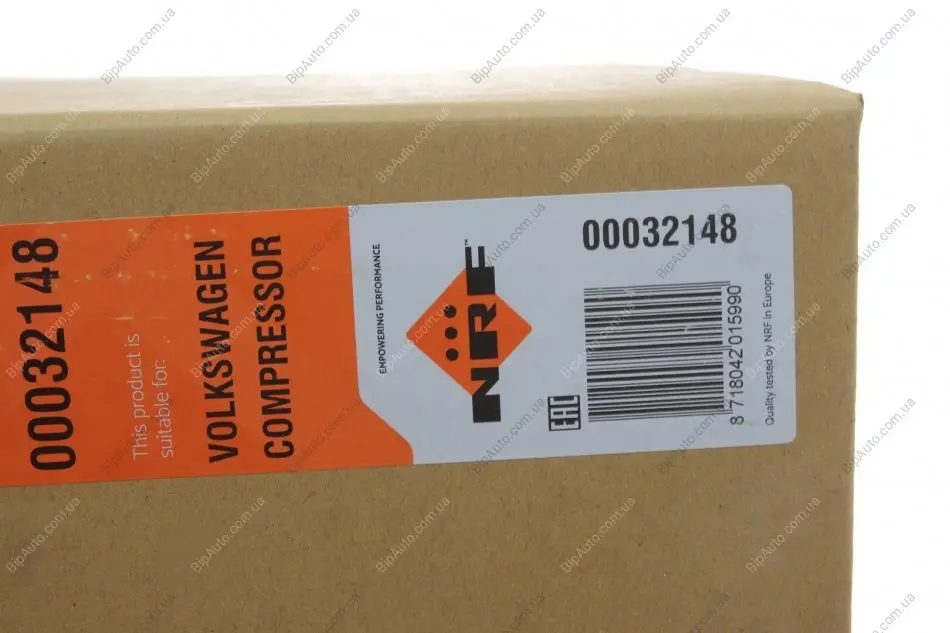 00032148
This product is
suitable for:
VOLKSWAGEN
COMPRESSOR
EMPOWERING PERFORMANCE
NRF™
EAC
00032148
8 718042 015990
Quality tested by NRF in Europe
BipAuto.com.ua